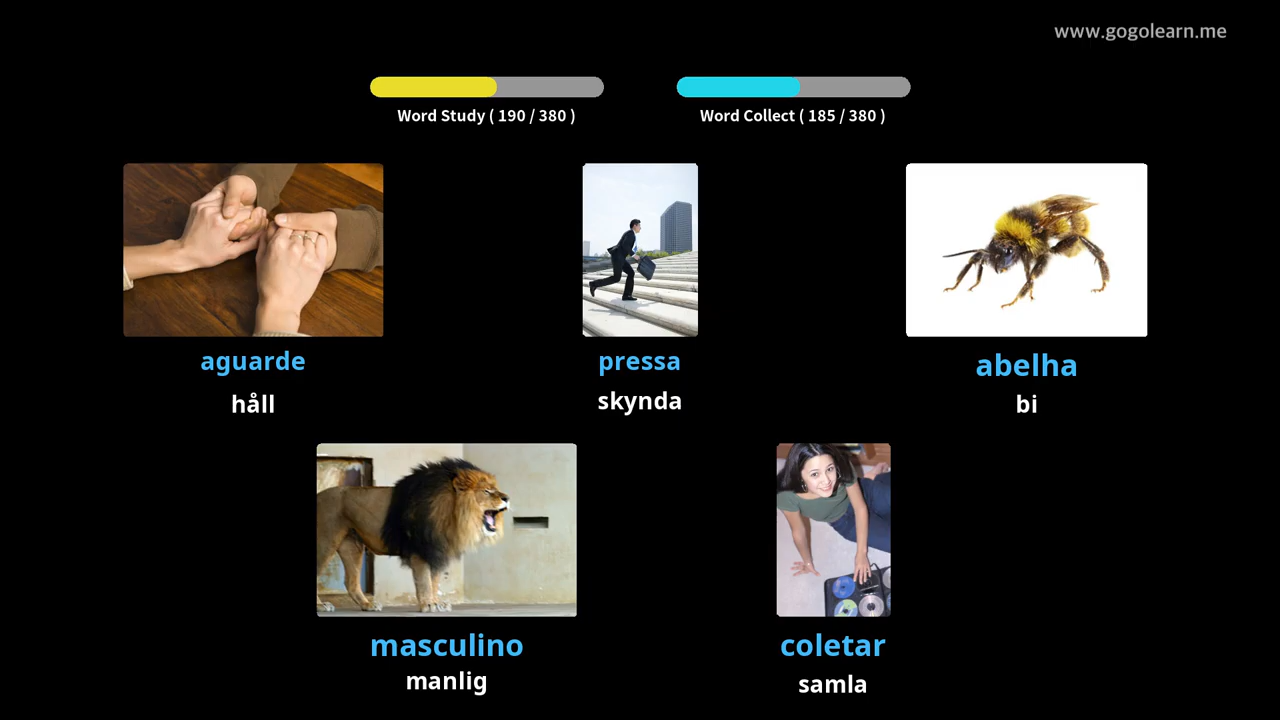 www.gogolearn.me
Word Study ( 190 / 380 )
Word Collect ( 185 / 380 )
aguarde
håll
pressa
skynda
abelha
bi
masculino
manlig
coletar
samla